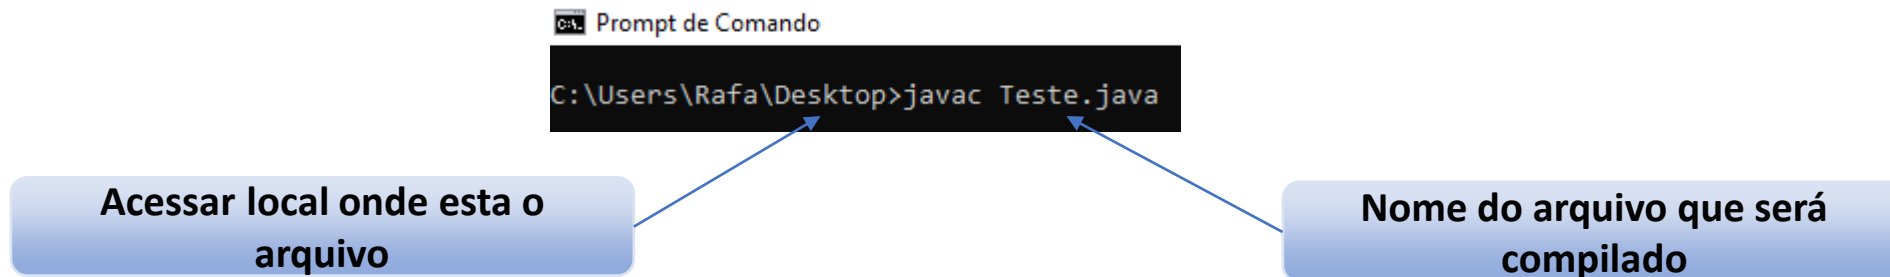 Prompt de Comando
C:\Users\Rafa\Desktop>javac Teste.java
Acessar local onde esta o
arquivo
Nome do arquivo que será
compilado